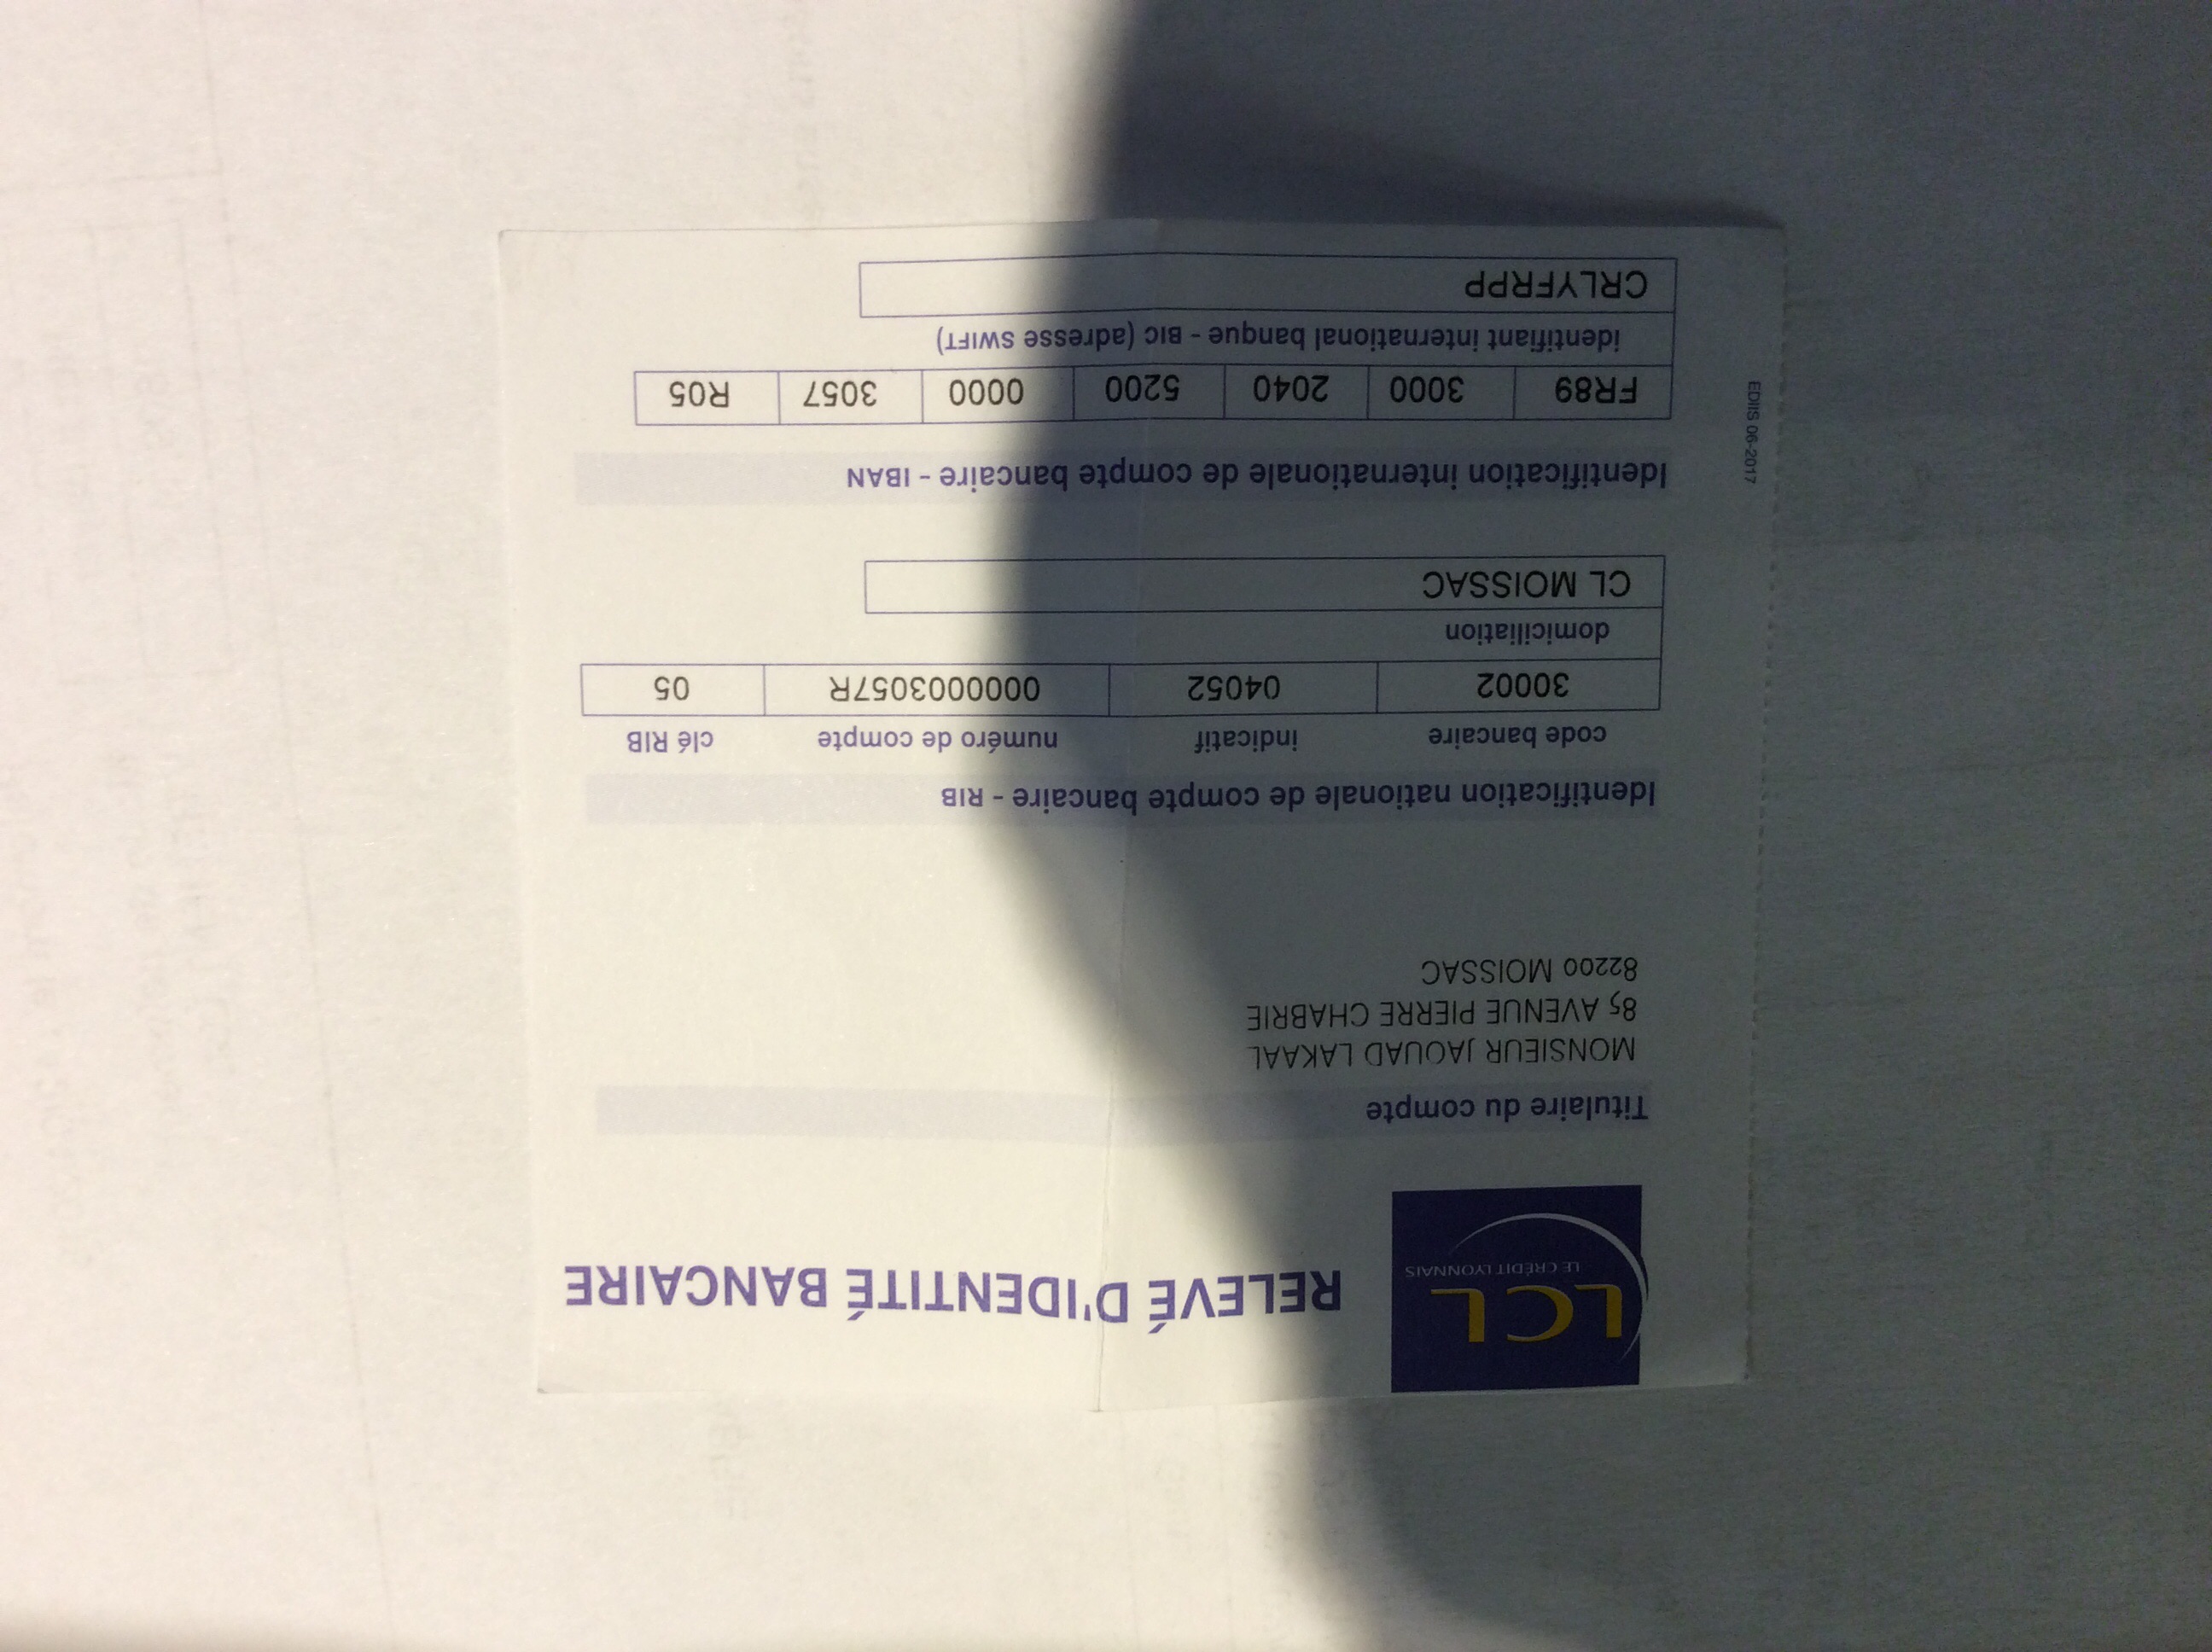 LCL
LE CRÉDIT LYONNAIS
RELEVÉ D'IDENTITÉ BANCAIRE
Titulaire du compte
MONSIEUR JAOUAD LAKAAL
85 AVENUE PIERRE CHABRIE
82200 MOISSAC
Identification nationale de compte bancaire - RIB
code bancaire indicatif numéro de compte clé RIB
30002 04052 0000003057R 05
domiciliation
CL MOISSAC
Identification internationale de compte bancaire - IBAN
FR89 3000 2040 5200 0000 3057 R05
identifiant international banque - BIC (adresse SWIFT)
CRLYFRPP
EDIIS 06-2017